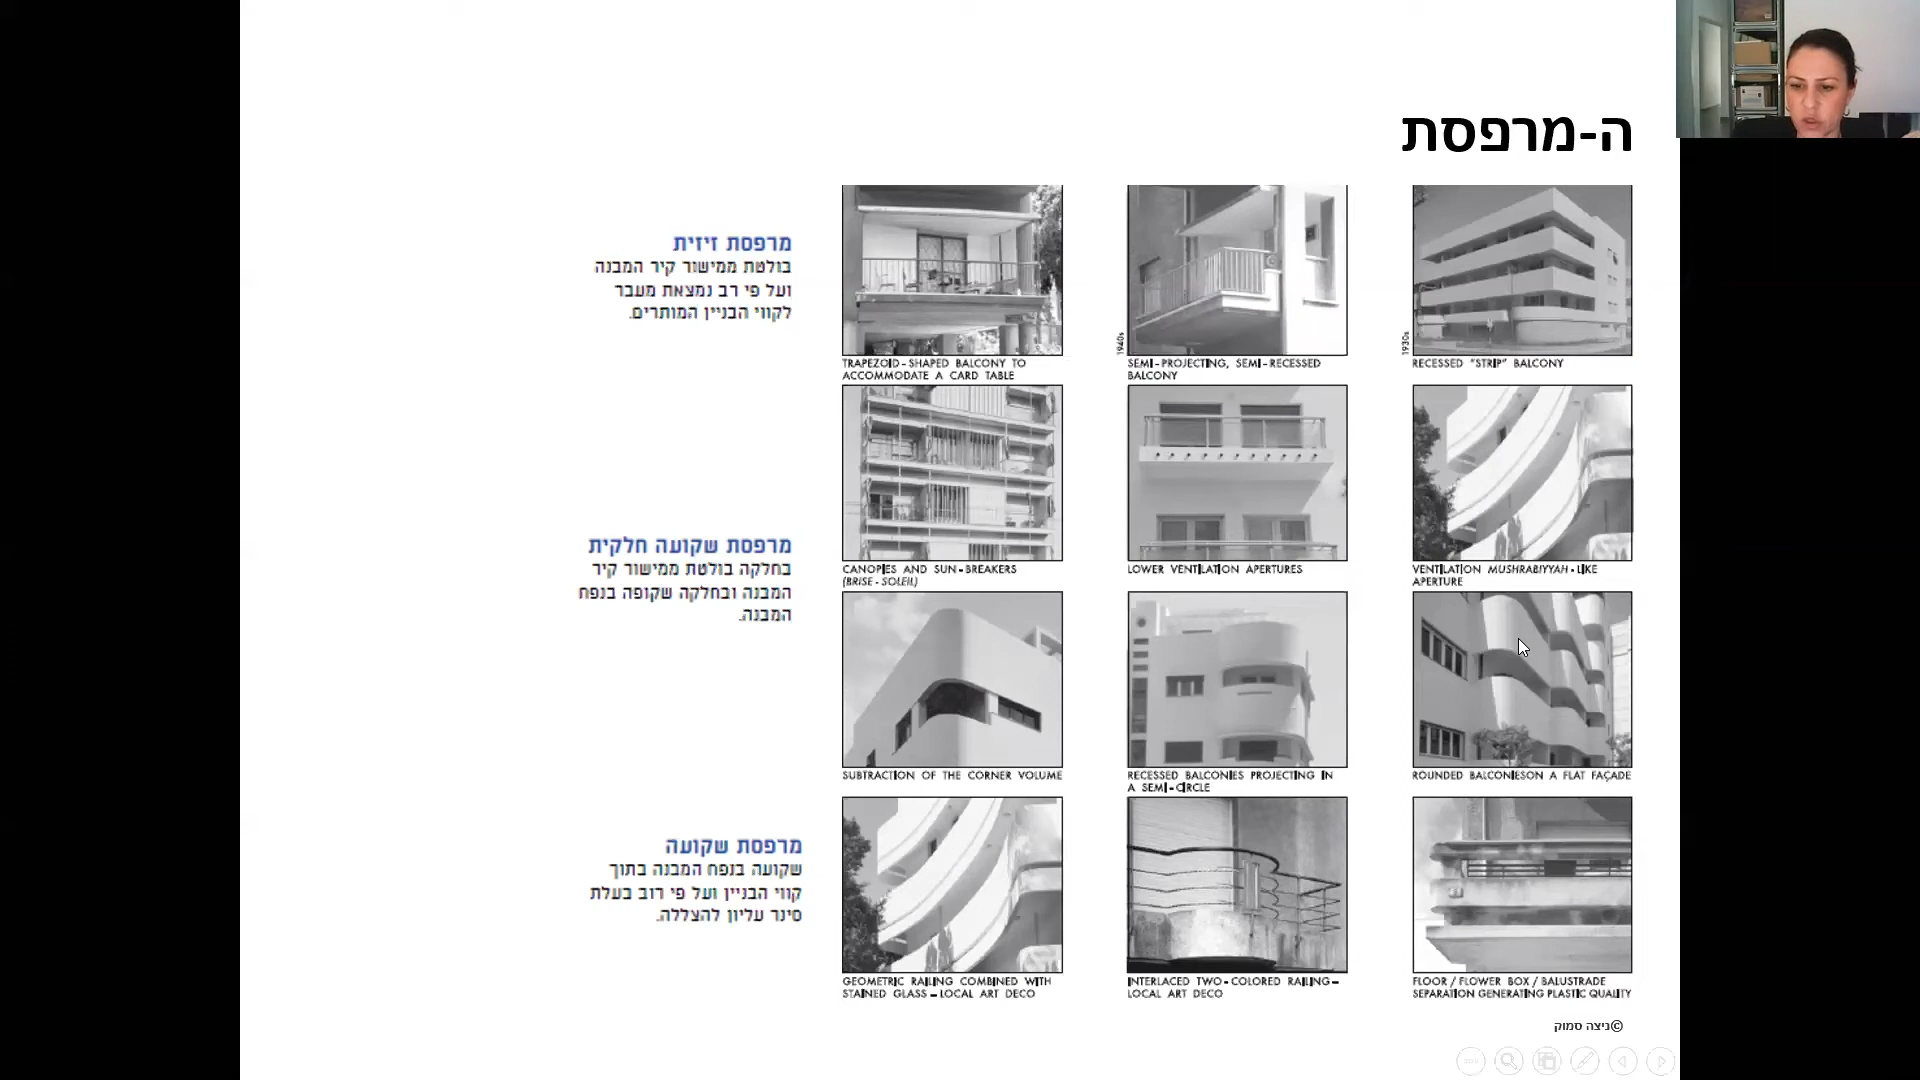 ה-מרפסת
מרפסת זיזית
בולטת ממישור קיר המבנה
ועל פי רב נמצאת מעבר
לקווי הבניין המותרים.
מרפסת שקועה חלקית
בחלקה בולטת ממישור קיר
המבנה ובחלקה שקופה בנפח
המבנה.
מרפסת שקועה
שקועה בנפח המבנה בתוך
קווי הבניין ועל פי רוב בעלת
סינר עליון להצללה.
TRAPEZOID-SHAPED BALCONY TO
ACCOMMODATE A CARD TABLE
1940s
SEMI-PROJECTING, SEMI-RECESSED
BALCONY
1930s
RECESSED "STRIP" BALCONY
CANOPIES AND SUN-BREAKERS
(BRISE-SOLEIL)
LOWER VENTILATION APERTURES
VENTILATION MUSHRABIYYAH-LIKE
APERTURE
SUBTRACTION OF THE CORNER VOLUME
RECESSED BALCONIES PROJECTING IN
A SEMI-CIRCLE
ROUNDED BALCONIESON A FLAT FAÇADE
GEOMETRIC RAILING COMBINED WITH
STAINED GLASS – LOCAL ART DECO
INTERLACED TWO-COLORED RAILING–
LOCAL ART DECO
FLOOR / FLOWER BOX / BALUSTRADE
SEPARATION GENERATING PLASTIC QUALITY
©ניצה סמוק